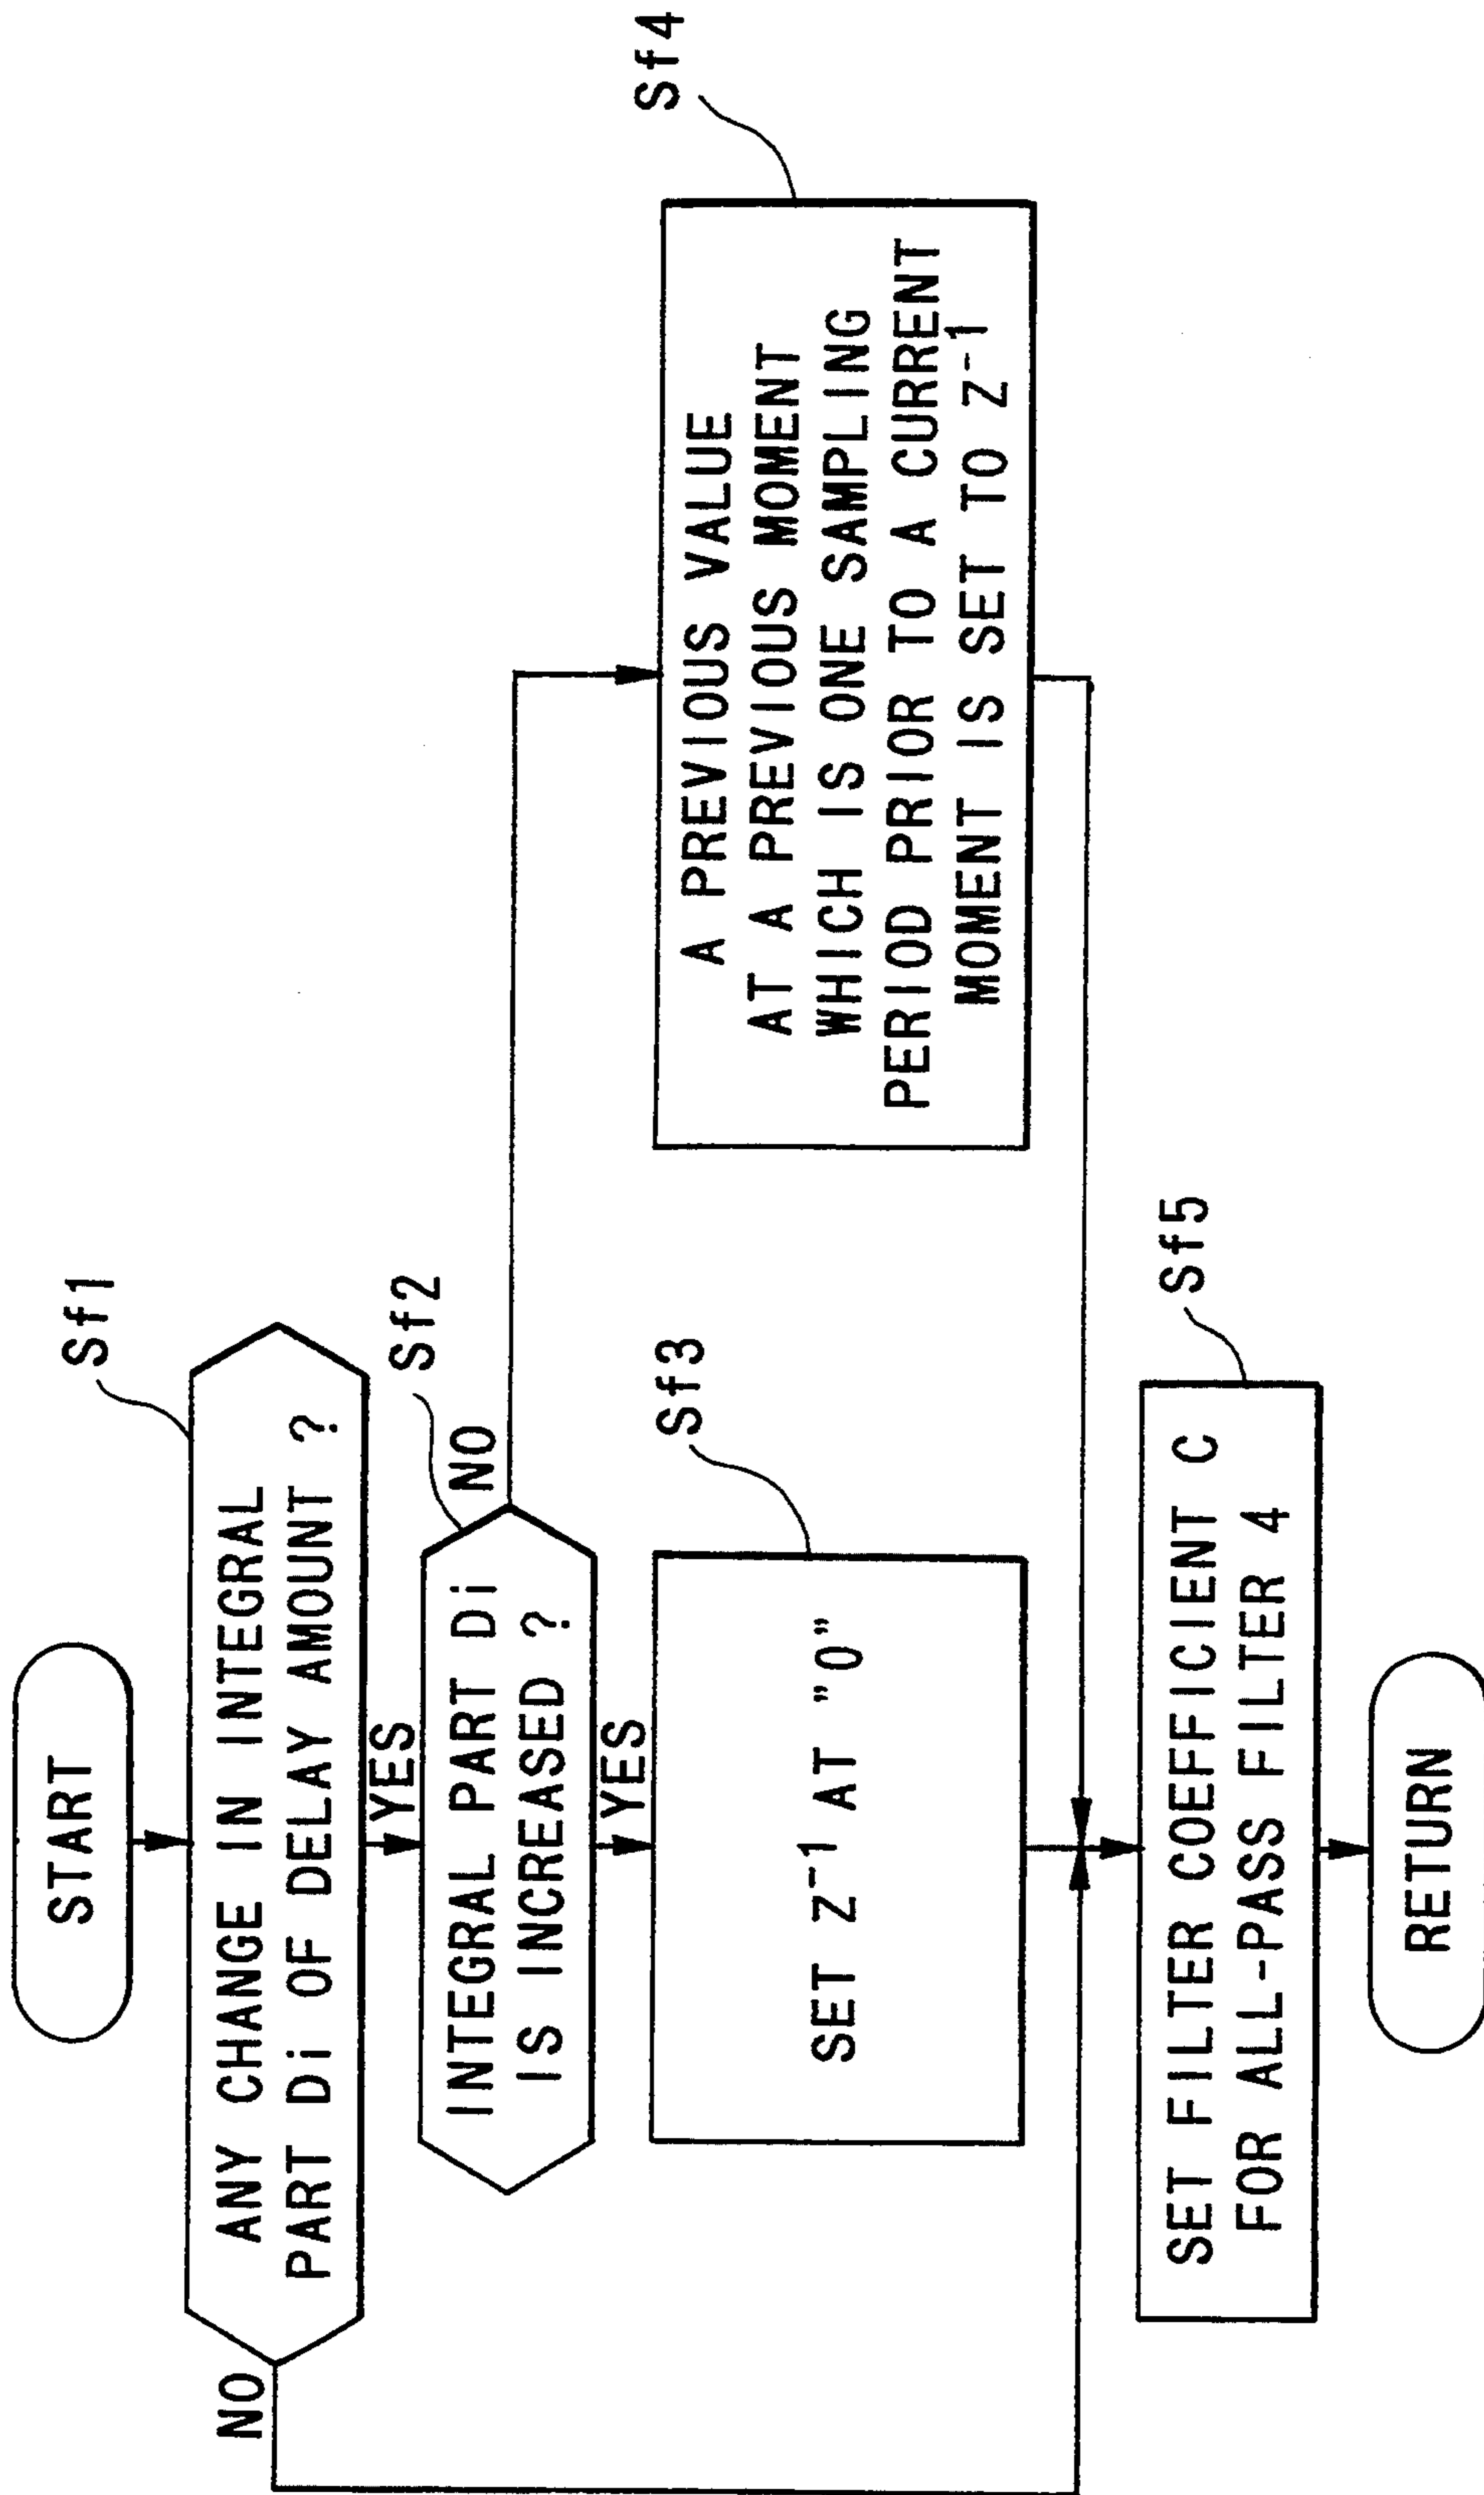 START
Sf1
ANY CHANGE IN INTEGRAL
PART Di OF DELAY AMOUNT ?
NO
YES
Sf2
INTEGRAL PART Di
IS INCREASED ?
NO
YES
Sf3
SET Z⁻¹ AT "0"
Sf4
A PREVIOUS VALUE
AT A PREVIOUS MOMENT
WHICH IS ONE SAMPLING
PERIOD PRIOR TO A CURRENT
MOMENT IS SET TO Z⁻¹
Sf5
SET FILTER COEFFICIENT C
FOR ALL-PASS FILTER 4
RETURN